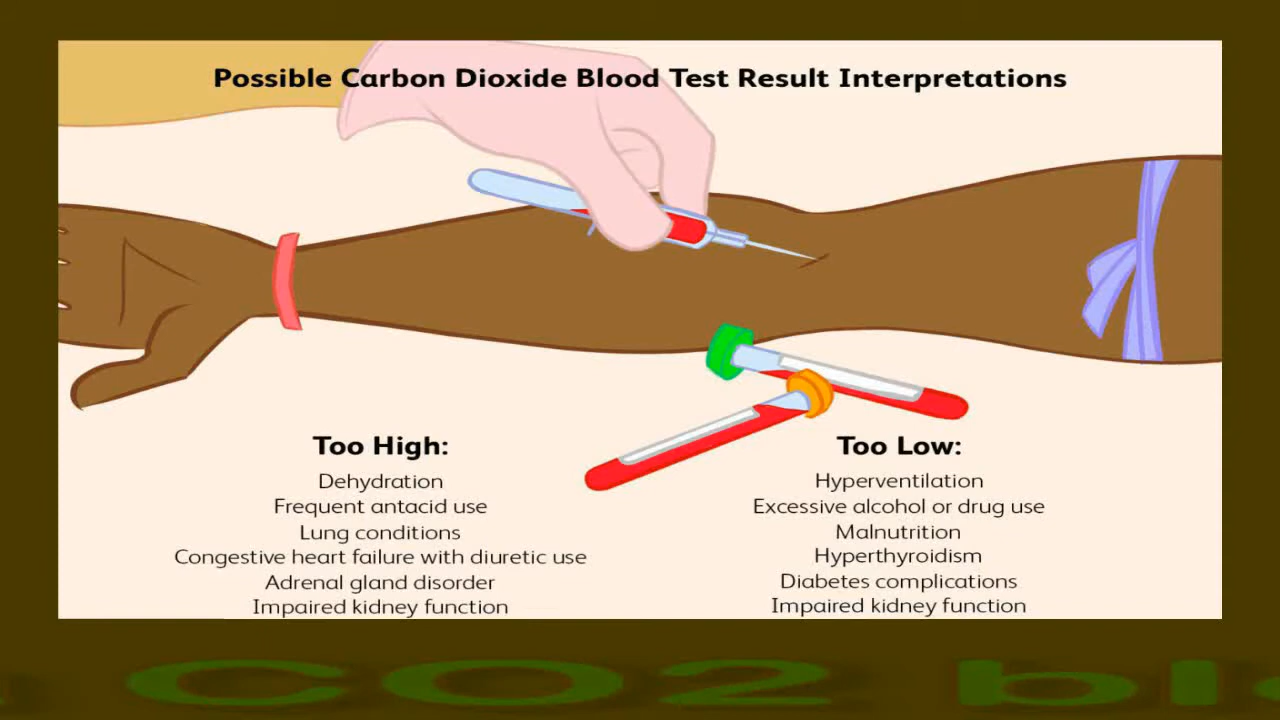 Possible Carbon Dioxide Blood Test Result Interpretations
Too High:
Dehydration
Frequent antacid use
Lung conditions
Congestive heart failure with diuretic use
Adrenal gland disorder
Impaired kidney function
Too Low:
Hyperventilation
Excessive alcohol or drug use
Malnutrition
Hyperthyroidism
Diabetes complications
Impaired kidney function
CO2